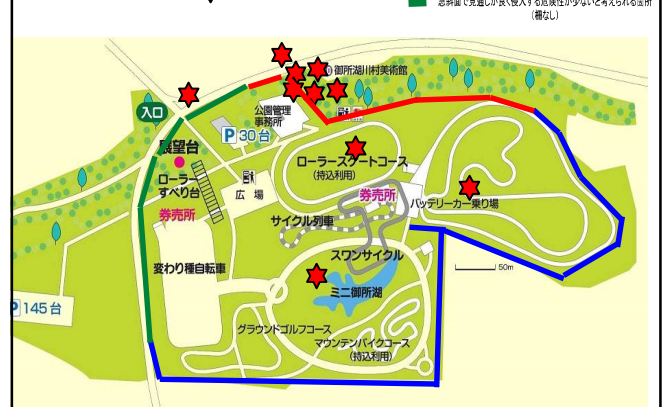 急斜面で見通しが良く侵入する危険性が少ないと考えられる箇所
（柵なし）
御所湖川村美術館
入口
公園管理
事務所
P 30台
展望台
ローラースケートコース
（持込利用）
ローラー
すべり台
広場
券売所
バッテリーカー乗り場
券売所
サイクル列車
スワンサイクル
変わり種自転車
50m
ミニ御所湖
P 145台
グラウンドゴルフコース
マウンテンバイクコース
（持込利用）